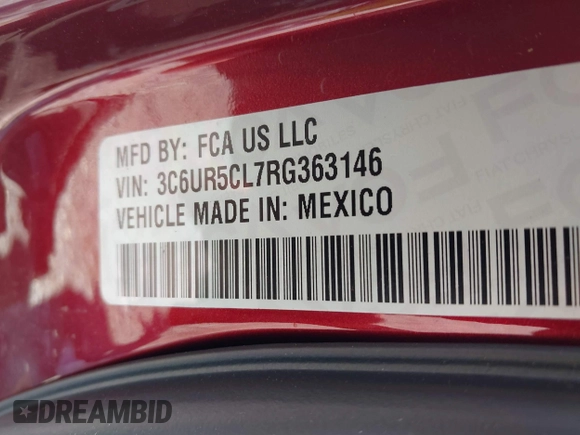 MFD BY: FCA US LLC
VIN: 3C6UR5CL7RG363146
VEHICLE MADE IN: MEXICO
DREAMBID